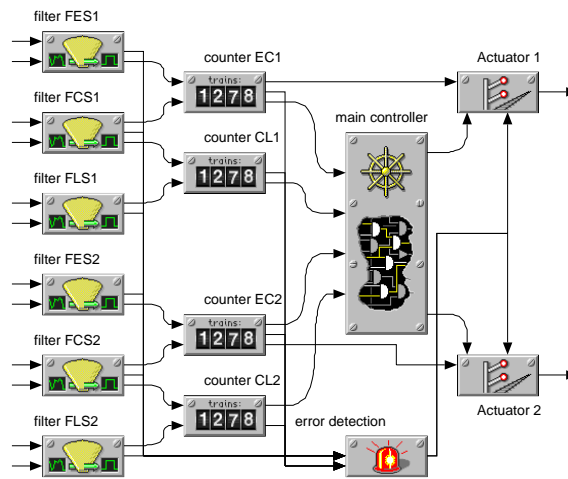 filter FES1
counter EC1
Actuator 1
trains:
1278
filter FCS1
main controller
counter CL1
trains:
1278
filter FLS1
filter FES2
counter EC2
trains:
1278
filter FCS2
counter CL2
trains:
1278
Actuator 2
filter FLS2
error detection